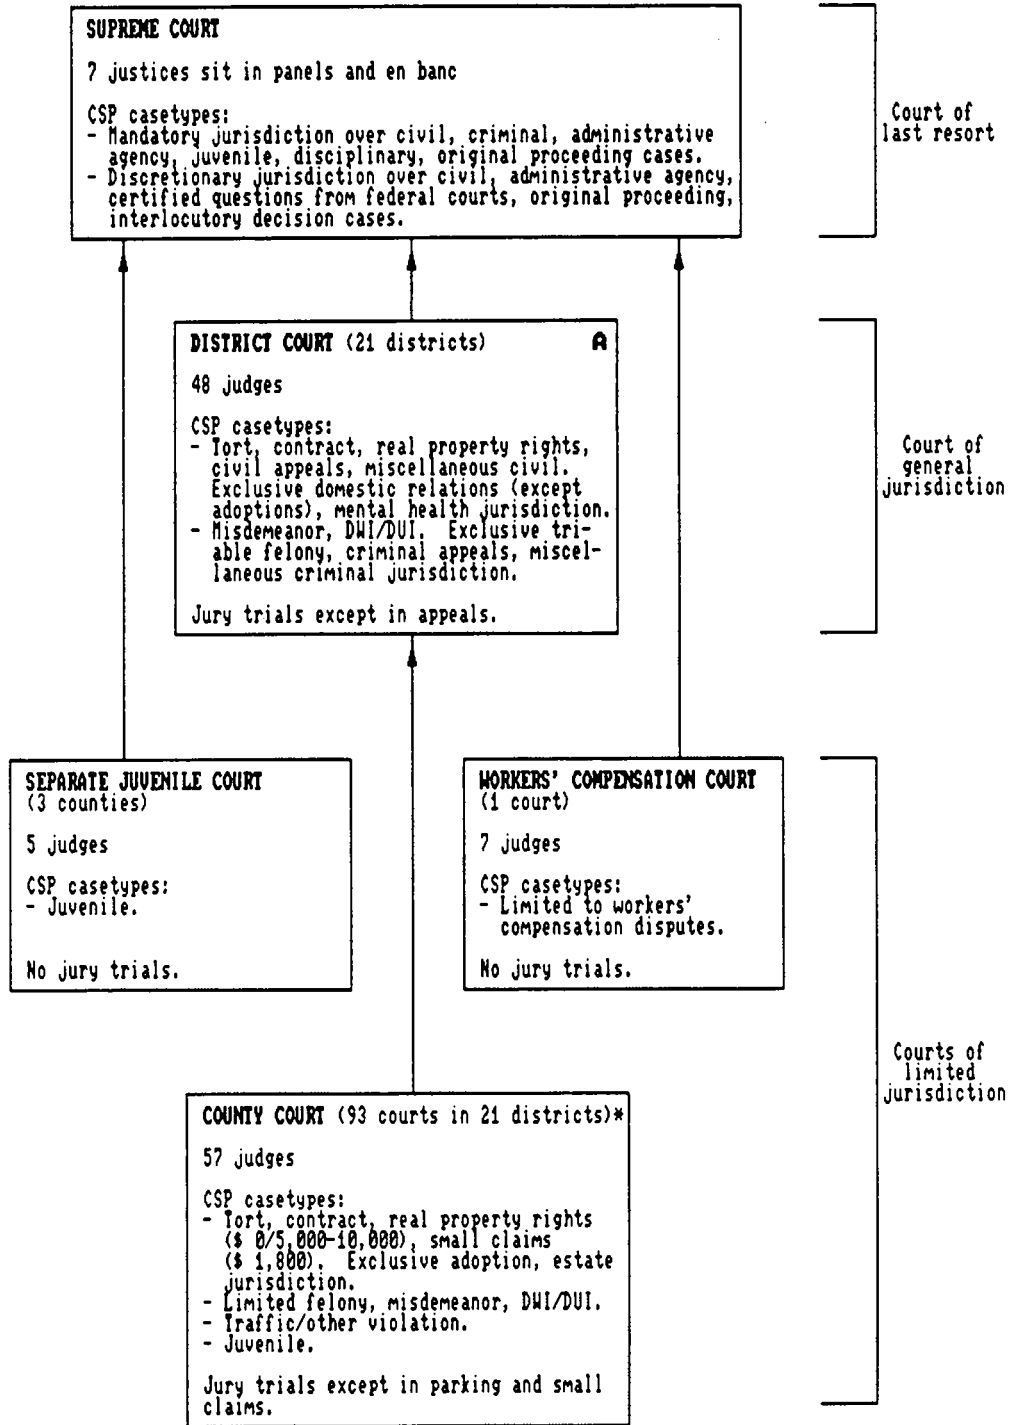 SUPREME COURT
7 justices sit in panels and en banc
CSP casetypes:
- Mandatory jurisdiction over civil, criminal, administrative
agency, juvenile, disciplinary, original proceeding cases.
- Discretionary jurisdiction over civil, administrative agency,
certified questions from federal courts, original proceeding,
interlocutory decision cases.
Court of
last resort
DISTRICT COURT (21 districts) A
48 judges
CSP casetypes:
- Tort, contract, real property rights,
civil appeals, miscellaneous civil.
Exclusive domestic relations (except
adoptions), mental health jurisdiction.
- Misdemeanor, DWI/DUI. Exclusive tri-
able felony, criminal appeals, miscel-
laneous criminal jurisdiction.
Jury trials except in appeals.
Court of
general
jurisdiction
SEPARATE JUVENILE COURT
(3 counties)
5 judges
CSP casetypes:
- Juvenile.
No jury trials.
WORKERS' COMPENSATION COURT
(1 court)
7 judges
CSP casetypes:
- Limited to workers'
compensation disputes.
No jury trials.
Courts of
limited
jurisdiction
COUNTY COURT (93 courts in 21 districts)*
57 judges
CSP casetypes:
- Tort, contract, real property rights
($ 0/5,000-10,000), small claims
($ 1,800). Exclusive adoption, estate
jurisdiction.
- Limited felony, misdemeanor, DWI/DUI.
- Traffic/other violation.
- Juvenile.
Jury trials except in parking and small
claims.